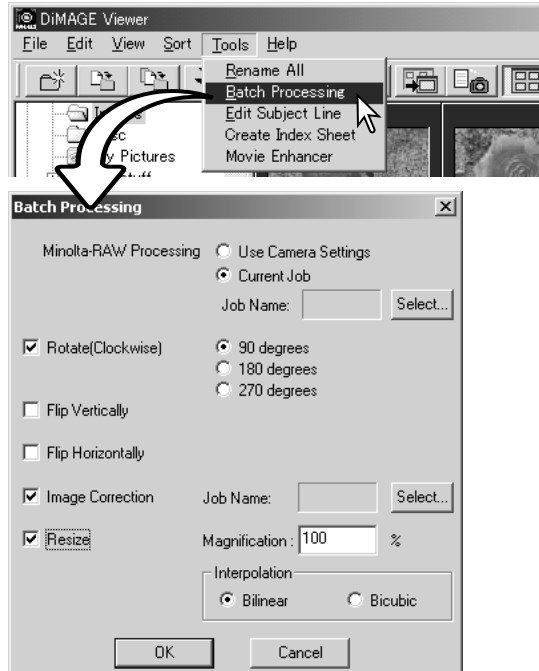 DiMAGE Viewer
File Edit View Sort Tools Help
Rename All
Batch Processing
Edit Subject Line
Create Index Sheet
Movie Enhancer
Pictures
Batch Processing
Minolta-RAW Processing Use Camera Settings
Current Job
Job Name: Select...
Rotate(Clockwise) 90 degrees
180 degrees
270 degrees
Flip Vertically
Flip Horizontally
Image Correction Job Name: Select...
Resize Magnification : 100 %
Interpolation
Bilinear Bicubic
OK Cancel